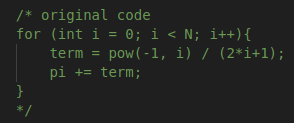 /* original code
for (int i = 0; i < N; i++){
    term = pow(-1, i) / (2*i+1);
    pi += term;
}
*/